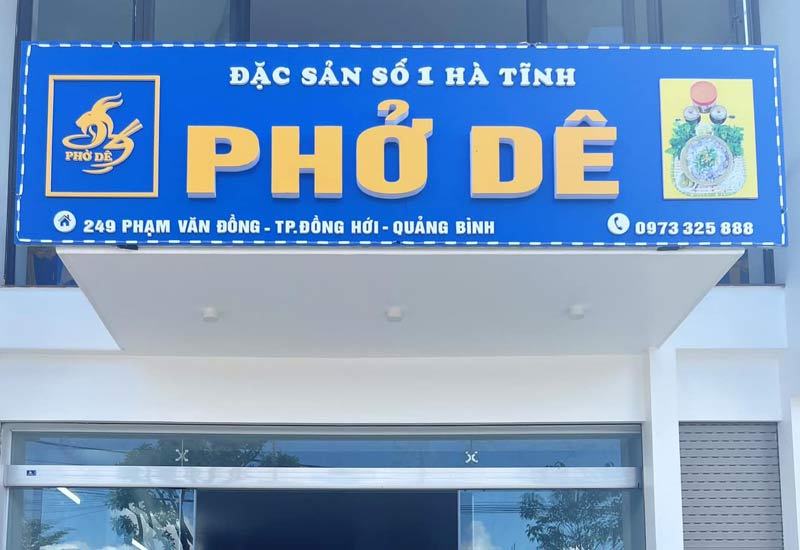 ĐẶC SẢN SỐ 1 HÀ TĨNH
PHỞ DÊ
PHỞ DÊ
249 PHẠM VĂN ĐỒNG - TP.ĐỒNG HỚI - QUẢNG BÌNH
0973 325 888